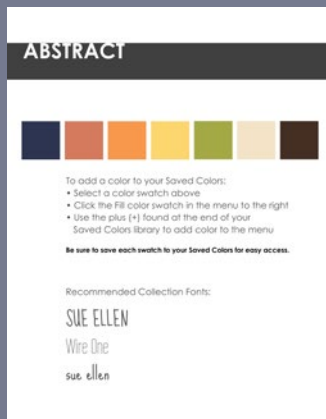 ABSTRACT
To add a color to your Saved Colors:
• Select a color swatch above
• Click the Fill color swatch in the menu to the right
• Use the plus (+) found at the end of your
Saved Colors library to add color to the menu
Be sure to save each swatch to your Saved Colors for easy access.
Recommended Collection Fonts:
SUE ELLEN
Wire One
sue ellen